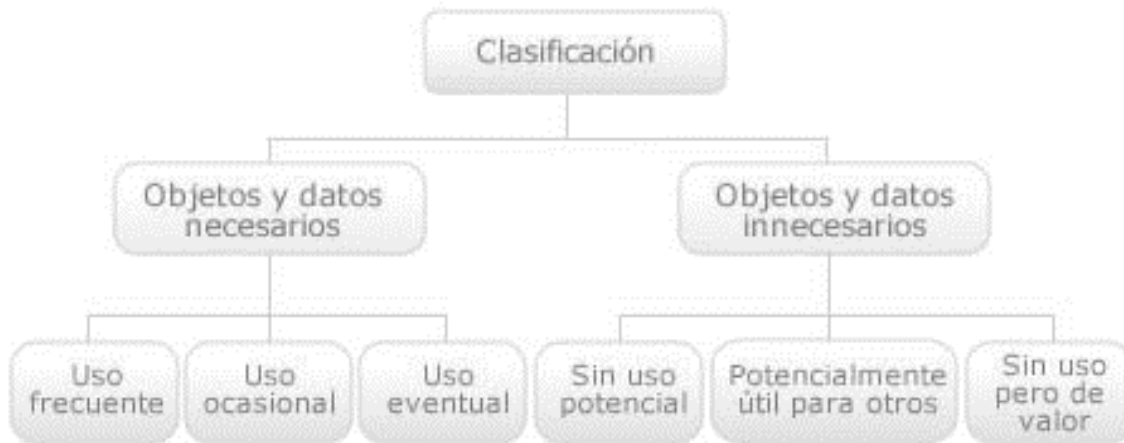 Clasificación
Objetos y datos
necesarios
Objetos y datos
innecesarios
Uso
frecuente
Uso
ocasional
Uso
eventual
Sin uso
potencial
Potencialmente
útil para otros
Sin uso
pero de
valor